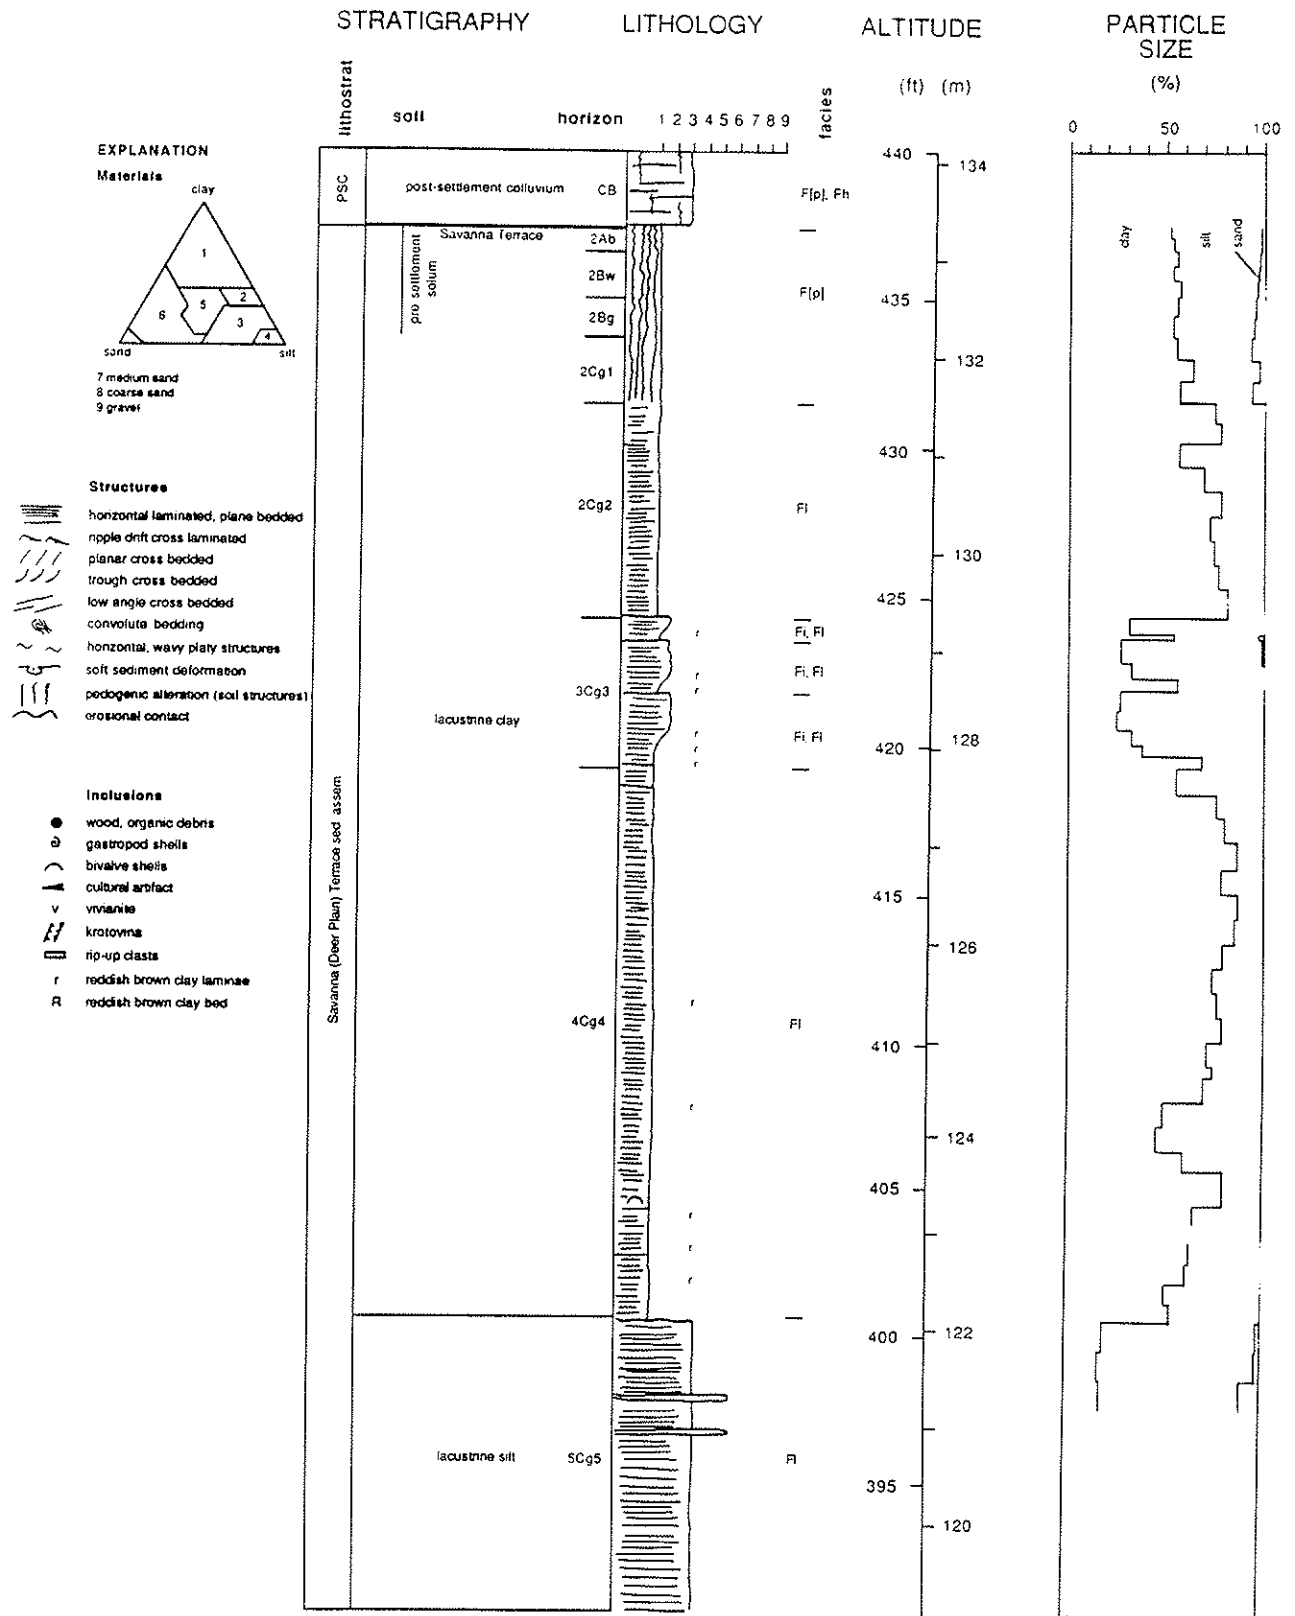 STRATIGRAPHY LITHOLOGY ALTITUDE PARTICLE SIZE
(ft) (m) (%)
lithostrat soil horizon 1 2 3 4 5 6 7 8 9 facies
0 50 100
EXPLANATION
Materials
clay
1
2
5
6
3
4
sand silt
7 medium sand
8 coarse sand
9 gravel
Structures
horizontal laminated, plane bedded
ripple drift cross laminated
planar cross bedded
trough cross bedded
low angle cross bedded
convolute bedding
horizontal, wavy platy structures
soft sediment deformation
pedogenic alteration (soil structures)
erosional contact
Inclusions
wood, organic debris
gastropod shells
bivalve shells
cultural artifact
v vivianite
krotovina
rip-up clasts
r reddish brown clay laminae
R reddish brown clay bed
PSC
post-settlement colluvium CB F[p], Fh
Savanna (Deer Plain) Terrace sed assem
pre settlement solum
Savanna Terrace 2Ab
2Bw
F[p]
2Bg
2Cg1
2Cg2 Fl
r Fi, Fl
r Fi, Fl
3Cg3 r
lacustrine clay
r Fi, Fl
r
r
4Cg4 Fl
r
r
r
r
r
lacustrine silt 5Cg5 Fl
440
134
435
132
430
130
425
420 128
415
126
410
124
405
400 122
395
120
clay silt sand